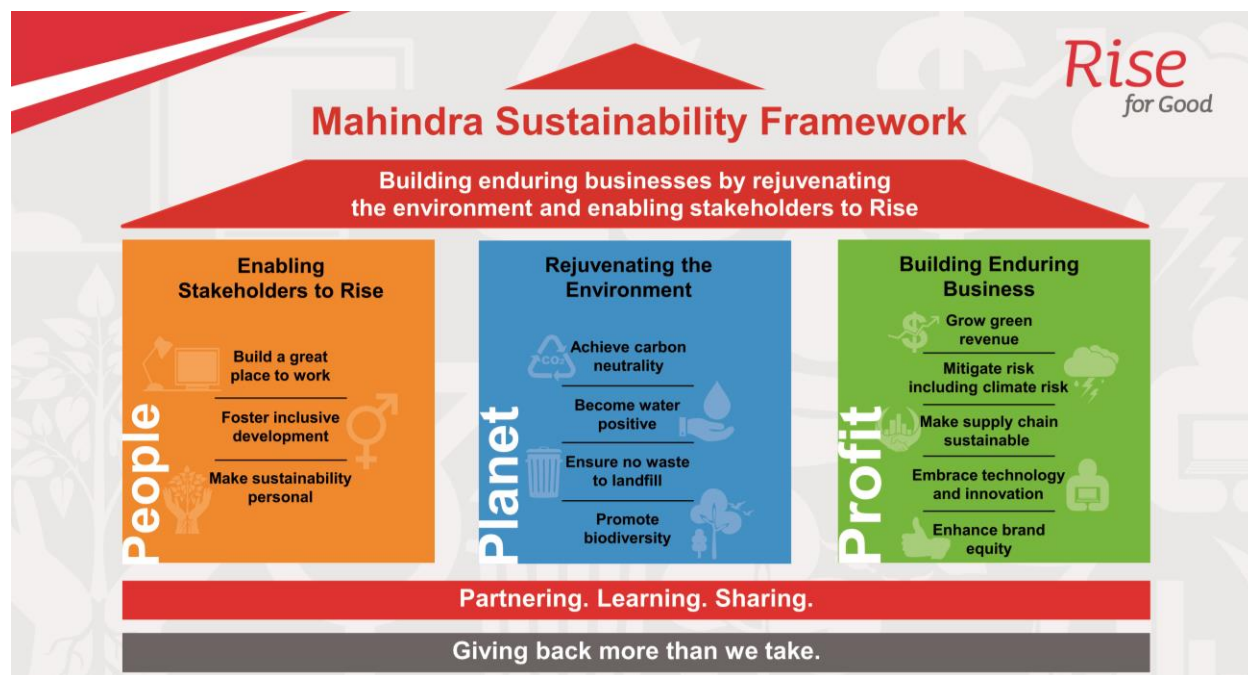 Rise
for Good
Mahindra Sustainability Framework
Building enduring businesses by rejuvenating
the environment and enabling stakeholders to Rise
Enabling
Stakeholders to Rise
People
Build a great
place to work
Foster inclusive
development
Make sustainability
personal
Rejuvenating the
Environment
Planet
Achieve carbon
neutrality
CO₂
Become water
positive
Ensure no waste
to landfill
Promote
biodiversity
Building Enduring
Business
Profit
Grow green
revenue
Mitigate risk
including climate risk
Make supply chain
sustainable
Embrace technology
and innovation
Enhance brand
equity
Partnering. Learning. Sharing.
Giving back more than we take.